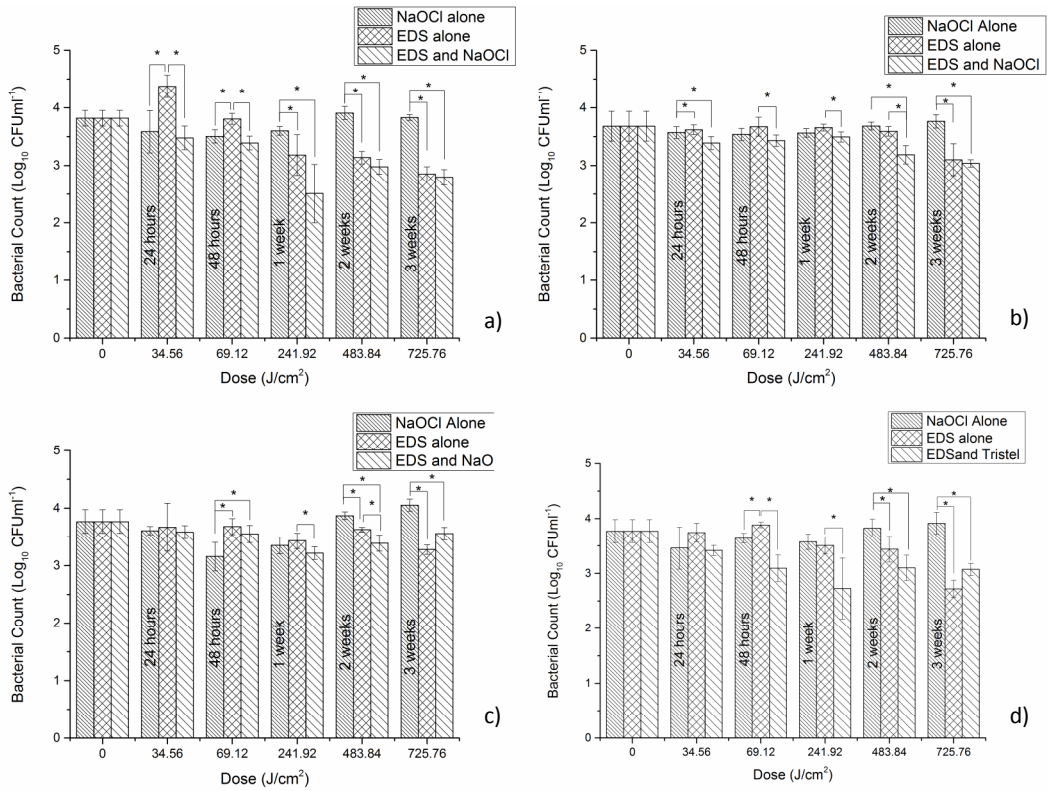 NaOCl alone
EDS alone
EDS and NaOCl
Bacterial Count (Log10 CFUml-1)
5
4
3
2
1
0
* *
* *
* *
* *
* *
24 hours
48 hours
1 week
2 weeks
3 weeks
0 34.56 69.12 241.92 483.84 725.76
Dose (J/cm2)
a)
NaOCl Alone
EDS alone
EDS and NaOCl
Bacterial Count (Log10 CFUml-1)
5
4
3
2
1
0
* *
*
*
* *
* *
24 hours
48 hours
1 week
2 weeks
3 weeks
0 34.56 69.12 241.92 483.84 725.76
Dose (J/cm2)
b)
NaOCl Alone
EDS alone
EDS and NaO
Bacterial Count (Log10 CFUml-1)
5
4
3
2
1
0
* *
*
* * *
* *
24 hours
48 hours
1 week
2 weeks
3 weeks
0 34.56 69.12 241.92 483.84 725.76
Dose (J/cm2)
c)
NaOCl Alone
EDS alone
EDSand Tristel
Bacterial Count (Log10 CFUml-1)
5
4
3
2
1
0
* *
*
* *
* *
24 hours
48 hours
1 week
2 weeks
3 weeks
0 34.56 69.12 241.92 483.84 725.76
Dose (J/cm2)
d)